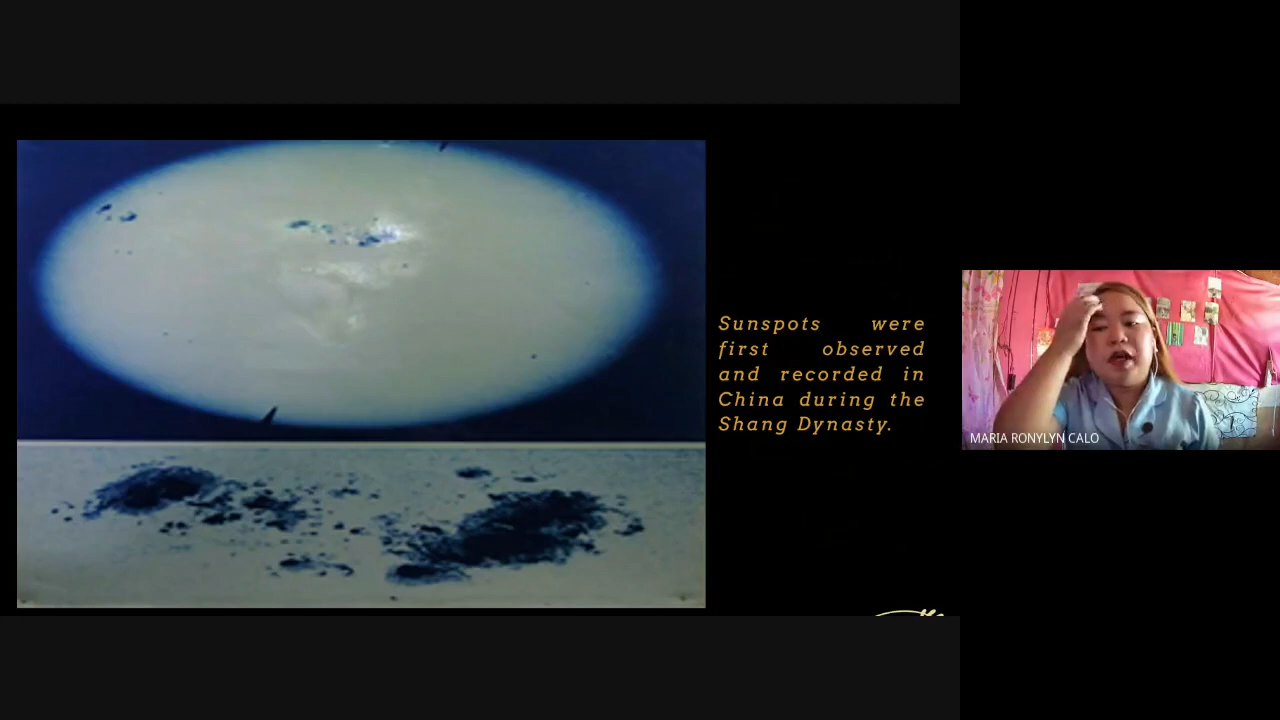 Sunspots were
first observed
and recorded in
China during the
Shang Dynasty.
MARIA RONYLYN CALO